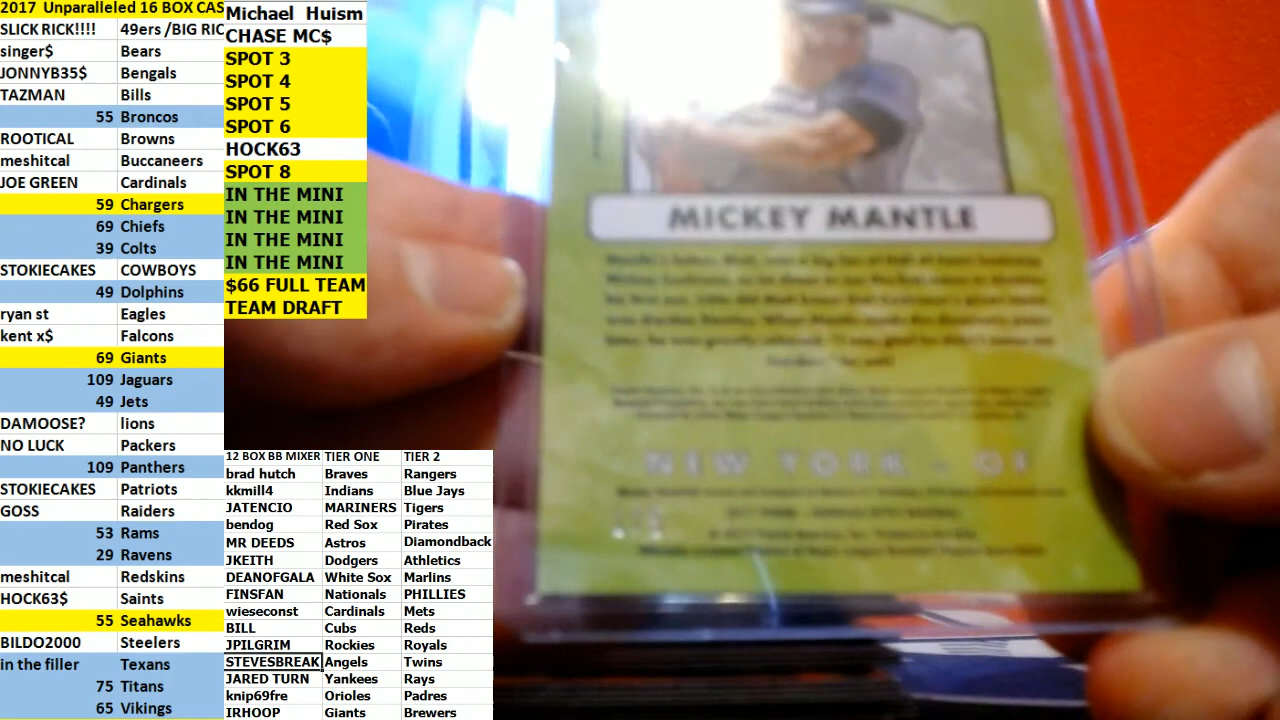 2017 Unparalleled 16 BOX CAS
SLICK RICK!!!! 49ers /BIG RIC
singer$ Bears
JONNYB35$ Bengals
TAZMAN Bills
55 Broncos
ROOTICAL Browns
meshitcal Buccaneers
JOE GREEN Cardinals
59 Chargers
69 Chiefs
39 Colts
STOKIECAKES COWBOYS
49 Dolphins
ryan st Eagles
kent x$ Falcons
69 Giants
109 Jaguars
49 Jets
DAMOOSE? lions
NO LUCK Packers
109 Panthers
STOKIECAKES Patriots
GOSS Raiders
53 Rams
29 Ravens
meshitcal Redskins
HOCK63$ Saints
55 Seahawks
BILDO2000 Steelers
in the filler Texans
75 Titans
65 Vikings
Michael Huism
CHASE MC$
SPOT 3
SPOT 4
SPOT 5
SPOT 6
HOCK63
SPOT 8
IN THE MINI
IN THE MINI
IN THE MINI
IN THE MINI
$66 FULL TEAM
TEAM DRAFT
12 BOX BB MIXER TIER ONE TIER 2
brad hutch Braves Rangers
kkmill4 Indians Blue Jays
JATENCIO MARINERS Tigers
bendog Red Sox Pirates
MR DEEDS Astros Diamondback
JKEITH Dodgers Athletics
DEANOFGALA White Sox Marlins
FINSFAN Nationals PHILLIES
wieseconst Cardinals Mets
BILL Cubs Reds
JPILGRIM Rockies Royals
STEVESBREAK Angels Twins
JARED TURN Yankees Rays
knip69fre Orioles Padres
IRHOOP Giants Brewers
MICKEY MANTLE
NEW YORK - OF